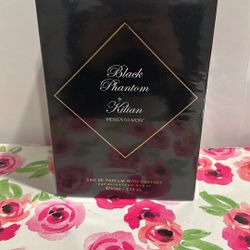 Black
Phantom
by
Kilian
"MEMENTO MORI"
EAU DE PARFUM WITH COFFRET